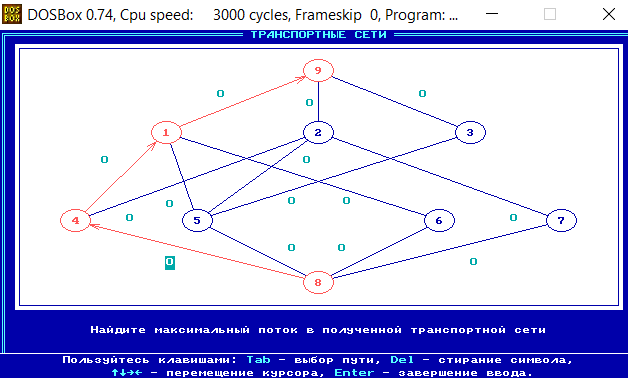 DOS BOX DOSBox 0.74, Cpu speed: 3000 cycles, Frameskip 0, Program: ...
ТРАНСПОРТНЫЕ СЕТИ
9
0 0 0
1 2 3
0 0
0 0 0
4 0 5 6 0 7
0 0
0 0
8
Найдите максимальный поток в полученной транспортной сети
Пользуйтесь клавишами: Tab - выбор пути, Del - стирание символа,
↑↓→← - перемещение курсора, Enter - завершение ввода.